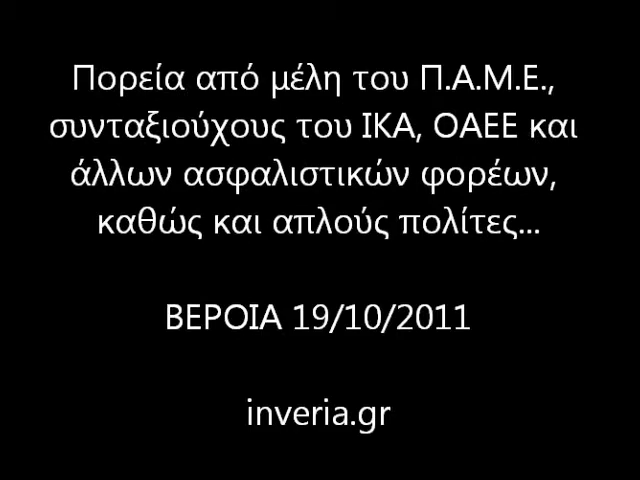 Πορεία από μέλη του Π.Α.Μ.Ε.,
συνταξιούχους του ΙΚΑ, ΟΑΕΕ και
άλλων ασφαλιστικών φορέων,
καθώς και απλούς πολίτες...
ΒΕΡΟΙΑ 19/10/2011
inveria.gr